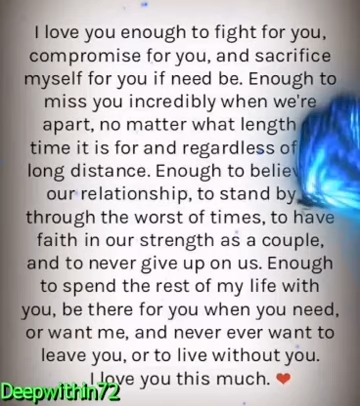 I love you enough to fight for you,
compromise for you, and sacrifice
myself for you if need be. Enough to
miss you incredibly when we're
apart, no matter what length
time it is for and regardless of
long distance. Enough to
our relationship, to stand by
through the worst of times, to have
faith in our strength as a couple,
and to never give up on us. Enough
to spend the rest of my life with
you, be there for you when you need,
or want me, and never ever want to
leave you, or to live without you.
I love you this much. ❤
Deepwithin72